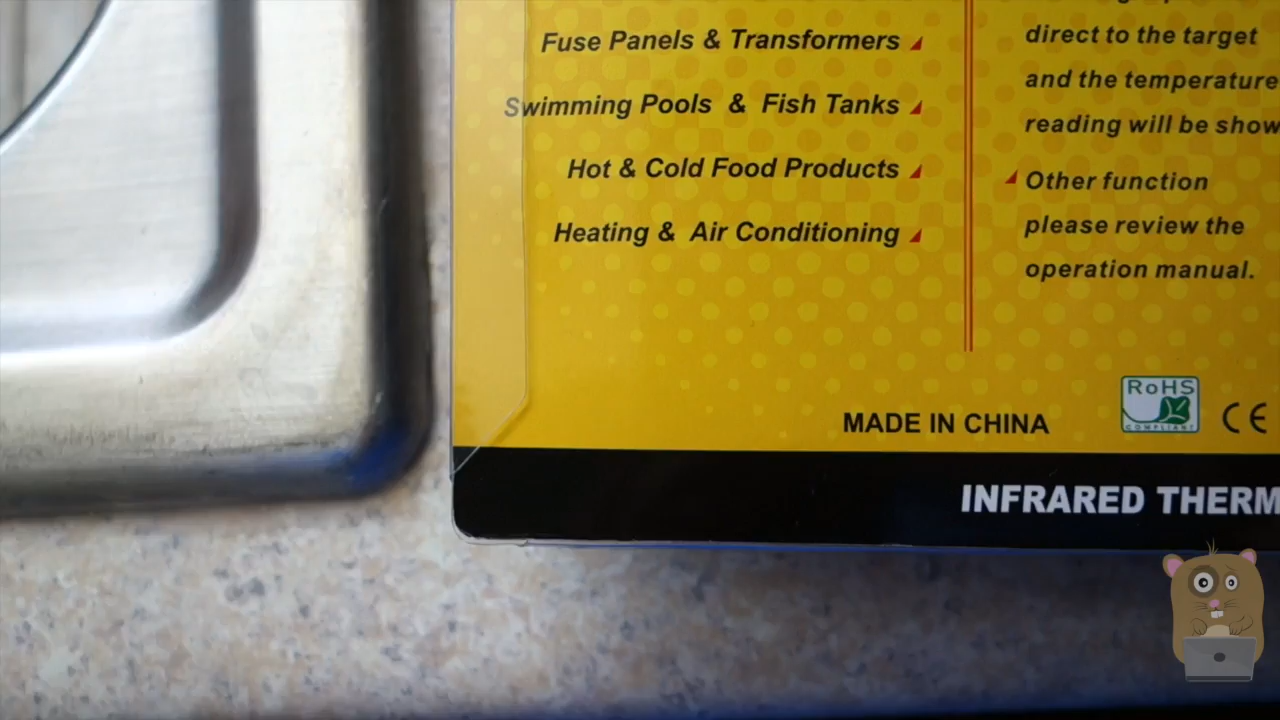 Fuse Panels & Transformers
Swimming Pools & Fish Tanks
Hot & Cold Food Products
Heating & Air Conditioning
direct to the target
and the temperature
reading will be show
Other function
please review the
operation manual.
MADE IN CHINA
RoHS
COMPLIANT
CE
INFRARED THERM